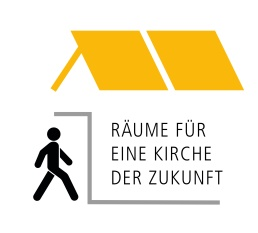 RÄUME FÜR
EINE KIRCHE
DER ZUKUNFT